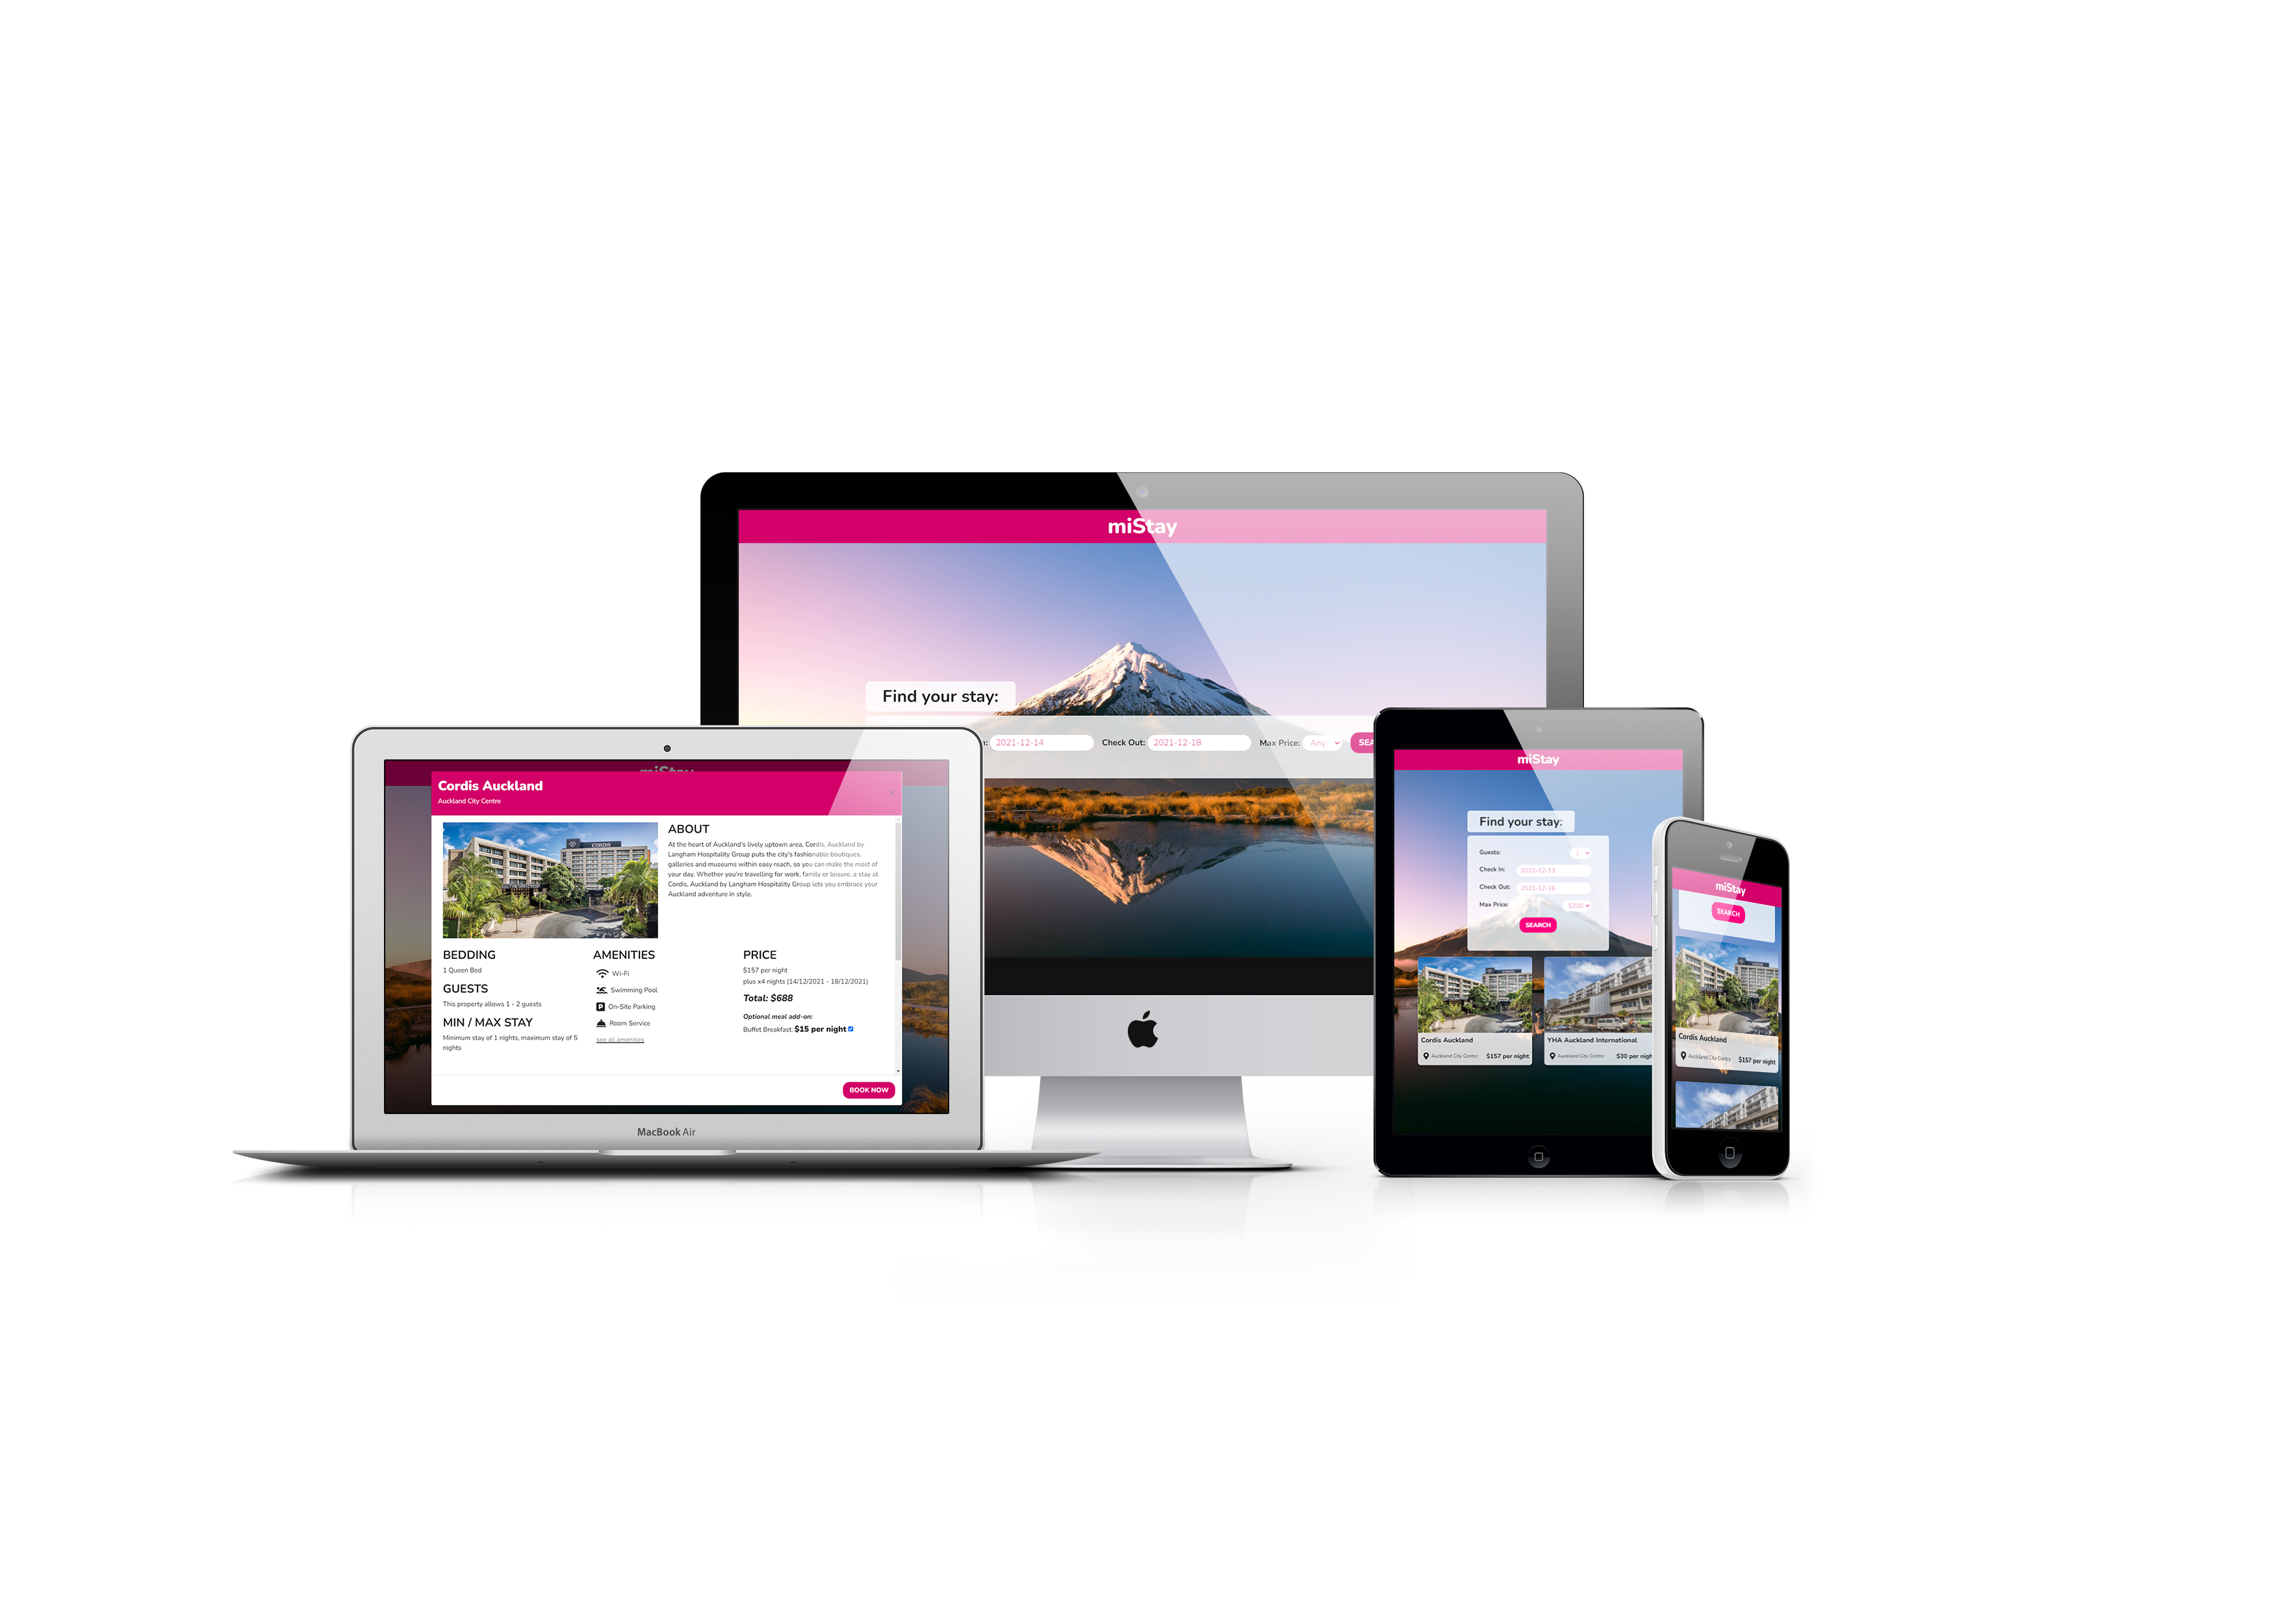 miStay
Find your stay:
2021-12-14
Check Out: 2021-12-18
Max Price: Any
miStay
Cordis Auckland
Auckland City Centre
CORDIS
ABOUT
At the heart of Auckland's lively uptown area, Cordis, Auckland by
Langham Hospitality Group puts the city's fashionable boutiques,
galleries and museums within easy reach, so you can make the most of
your day. Whether you're travelling for work, family or leisure, a stay at
Cordis, Auckland by Langham Hospitality Group lets you embrace your
Auckland adventure in style.
BEDDING
1 Queen Bed
GUESTS
This property allows 1 - 2 guests
MIN / MAX STAY
Minimum stay of 1 nights, maximum stay of 5
nights
AMENITIES
Wi-Fi
Swimming Pool
P On-Site Parking
Room Service
see all amenities
PRICE
$157 per night
plus x4 nights (14/12/2021 - 18/12/2021)
Total: $688
Optional meal add-on:
Buffet Breakfast: $15 per night
BOOK NOW
MacBook Air
miStay
Find your stay:
Guests: 1
Check In: 2021-12-13
Check Out: 2021-12-16
Max Price: $200
SEARCH
Cordis Auckland
Auckland City Centre $157 per night
YHA Auckland International
Auckland City Centre $30 per nigh
miStay
SEARCH
Cordis Auckland
Auckland City Centre $157 per night